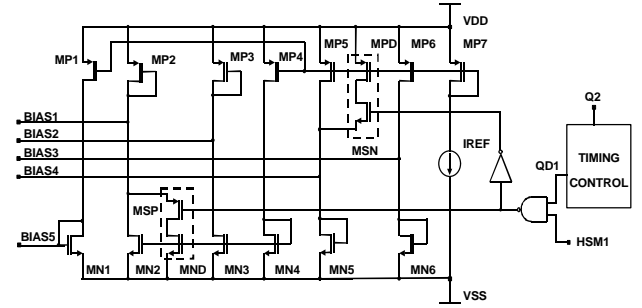 VDD
MP1
MP2
MP3
MP4
MP5
MPD
MP6
MP7
Q2
BIAS1
BIAS2
BIAS3
BIAS4
MSN
IREF
QD1
TIMING
CONTROL
MSP
BIAS5
HSM1
MN1
MN2
MND
MN3
MN4
MN5
MN6
VSS